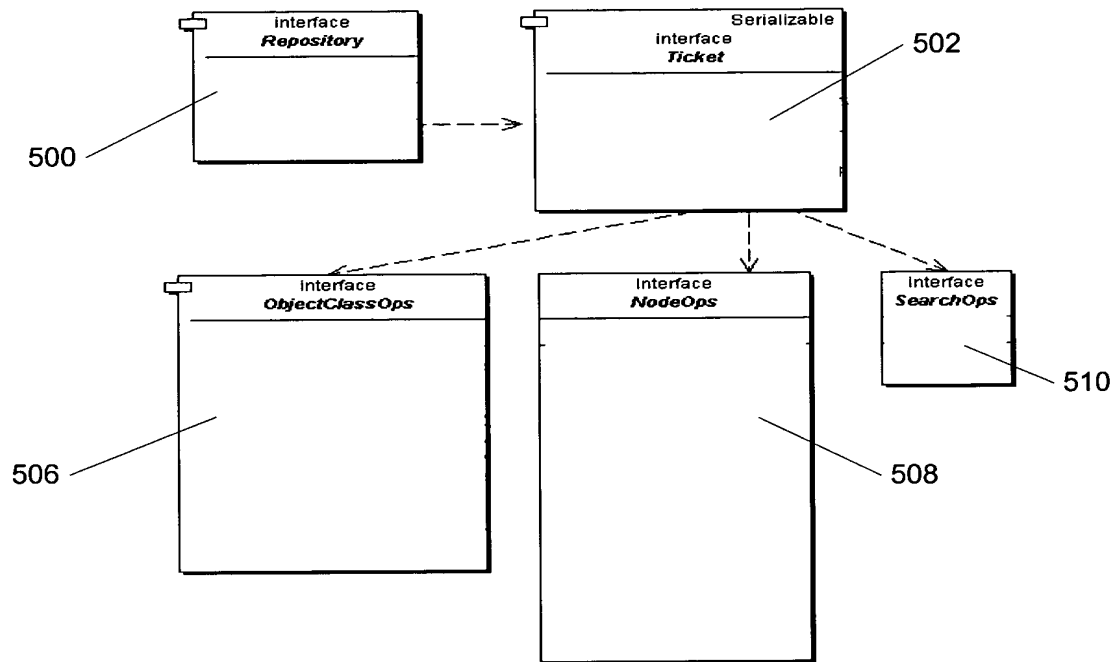 interface
Repository
Serializable
interface
Ticket
502
500
interface
ObjectClassOps
interface
NodeOps
interface
SearchOps
510
506
508